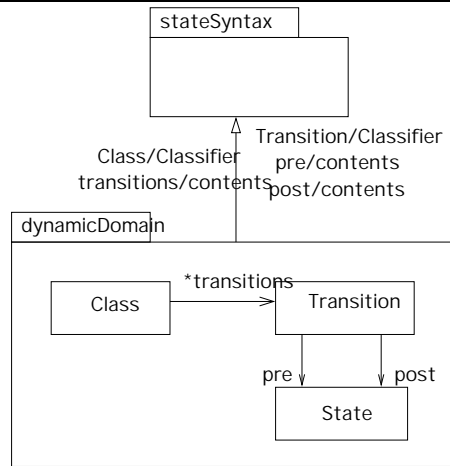 stateSyntax
Class/Classifier
transitions/contents
Transition/Classifier
pre/contents
post/contents
dynamicDomain
*transitions
Class
Transition
pre
post
State